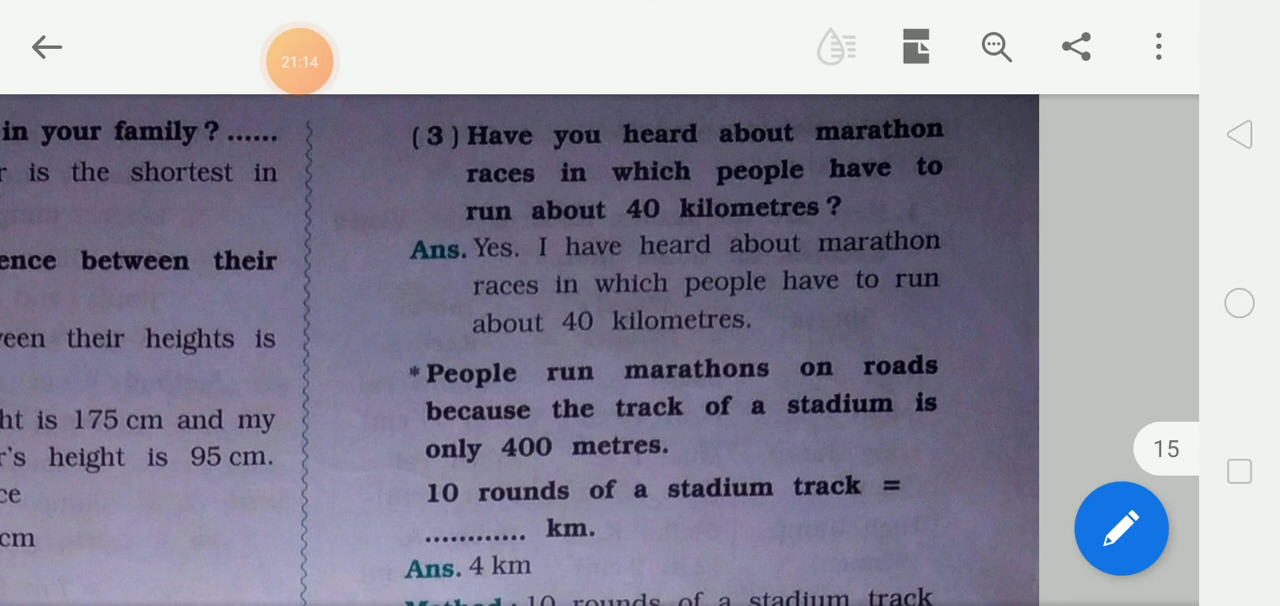 21:14
in your family ? ......
r is the shortest in
ence between their
een their heights is
ht is 175 cm and my
r's height is 95 cm.
ce
cm
( 3 ) Have you heard about marathon
races in which people have to
run about 40 kilometres ?
Ans. Yes. I have heard about marathon
races in which people have to run
about 40 kilometres.
* People run marathons on roads
because the track of a stadium is
only 400 metres.
10 rounds of a stadium track =
............ km.
Ans. 4 km
Method : 10 rounds of a stadium track
15